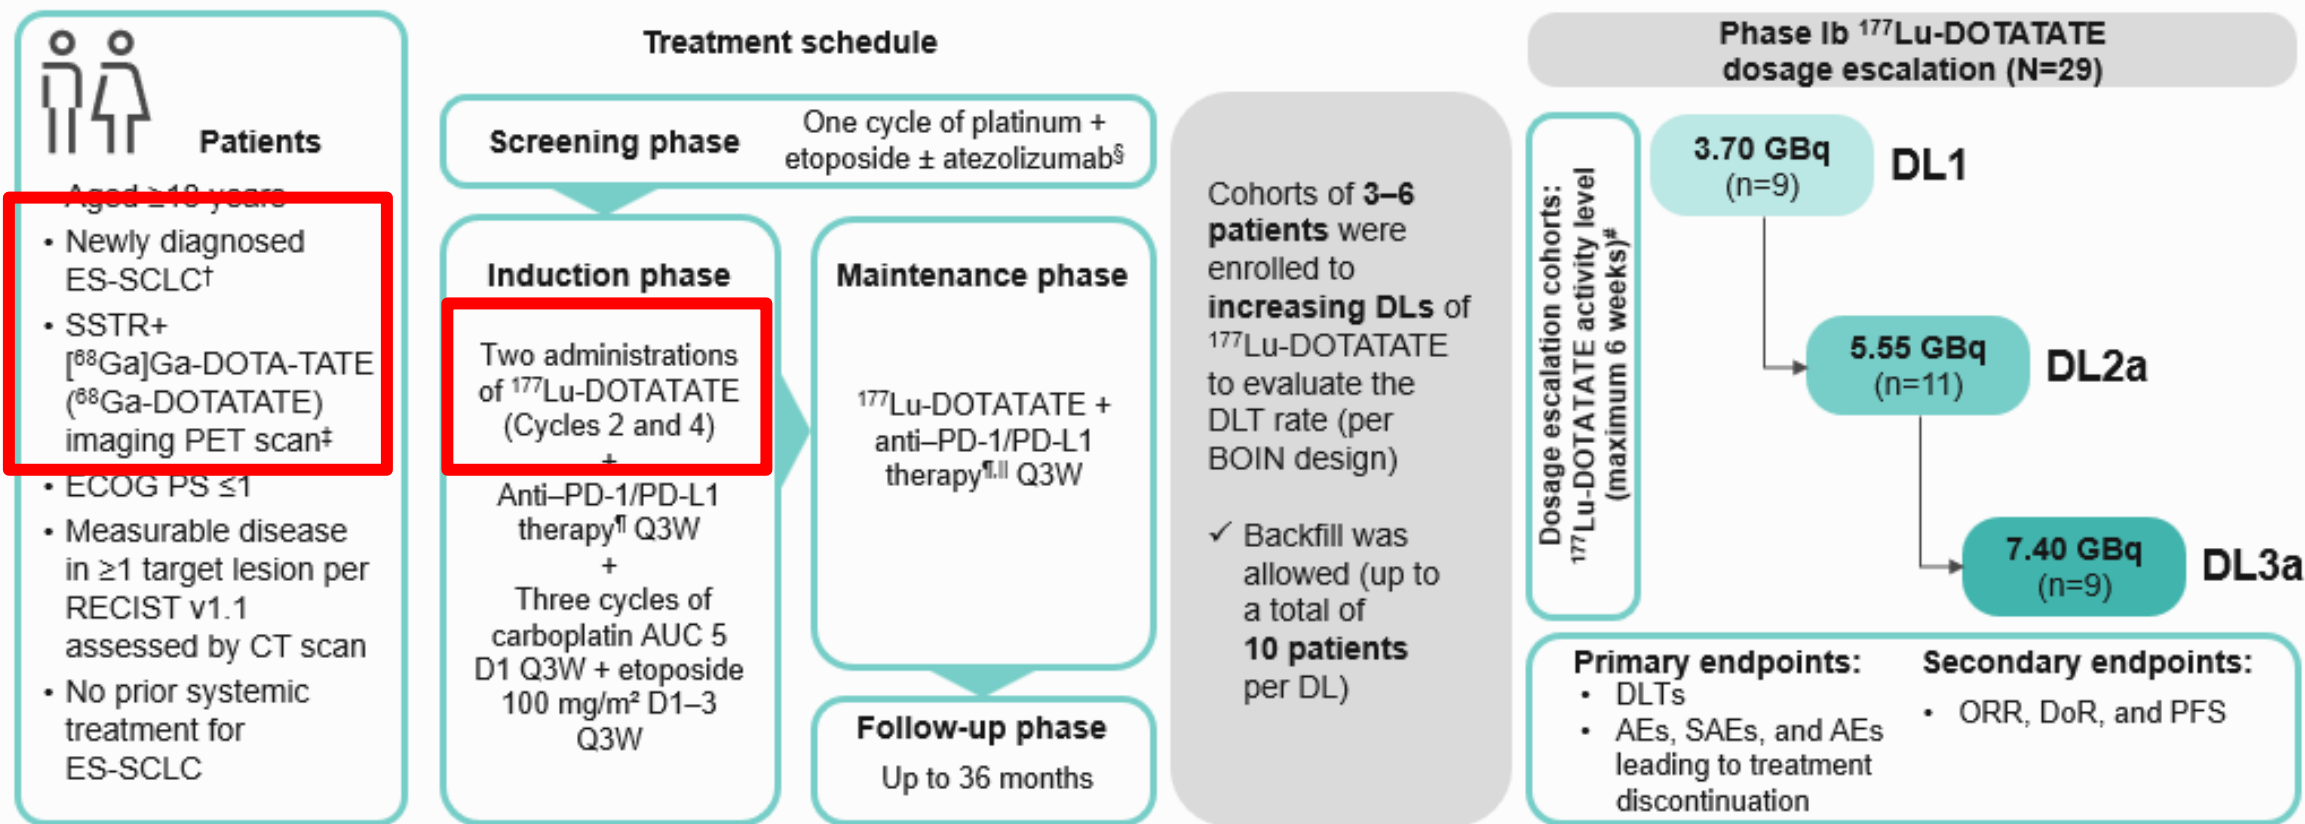 Patients
Aged ≥18 years
• Newly diagnosed
ES-SCLC†
• SSTR+
[⁶⁸Ga]Ga-DOTA-TATE
(⁶⁸Ga-DOTATATE)
imaging PET scan‡
• ECOG PS ≤1
• Measurable disease
in ≥1 target lesion per
RECIST v1.1
assessed by CT scan
• No prior systemic
treatment for
ES-SCLC
Treatment schedule
Screening phase
One cycle of platinum +
etoposide ± atezolizumab§
Induction phase
Two administrations
of ¹⁷⁷Lu-DOTATATE
(Cycles 2 and 4)
+
Anti–PD-1/PD-L1
therapy¶ Q3W
+
Three cycles of
carboplatin AUC 5
D1 Q3W + etoposide
100 mg/m² D1–3
Q3W
Maintenance phase
¹⁷⁷Lu-DOTATATE +
anti–PD-1/PD-L1
therapy¶,|| Q3W
Follow-up phase
Up to 36 months
Cohorts of 3–6
patients were
enrolled to
increasing DLs of
¹⁷⁷Lu-DOTATATE
to evaluate the
DLT rate (per
BOIN design)
✓ Backfill was
allowed (up to
a total of
10 patients
per DL)
Phase Ib ¹⁷⁷Lu-DOTATATE
dosage escalation (N=29)
Dosage escalation cohorts:
¹⁷⁷Lu-DOTATATE activity level
(maximum 6 weeks)#
3.70 GBq
(n=9)
DL1
5.55 GBq
(n=11)
DL2a
7.40 GBq
(n=9)
DL3a
Primary endpoints:
• DLTs
• AEs, SAEs, and AEs
leading to treatment
discontinuation
Secondary endpoints:
• ORR, DoR, and PFS